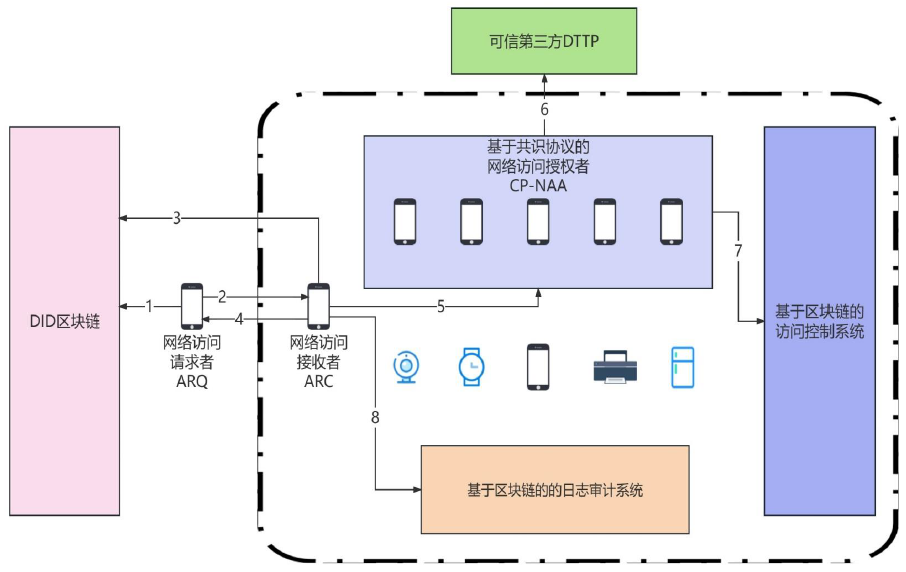 可信第三方DTTP
6
基于共识协议的
网络访问授权者
CP-NAA
3
7
DID区块链
1
2
4
5
网络访问
请求者
ARQ
网络访问
接收者
ARC
基于区块链的
访问控制系统
8
基于区块链的的日志审计系统